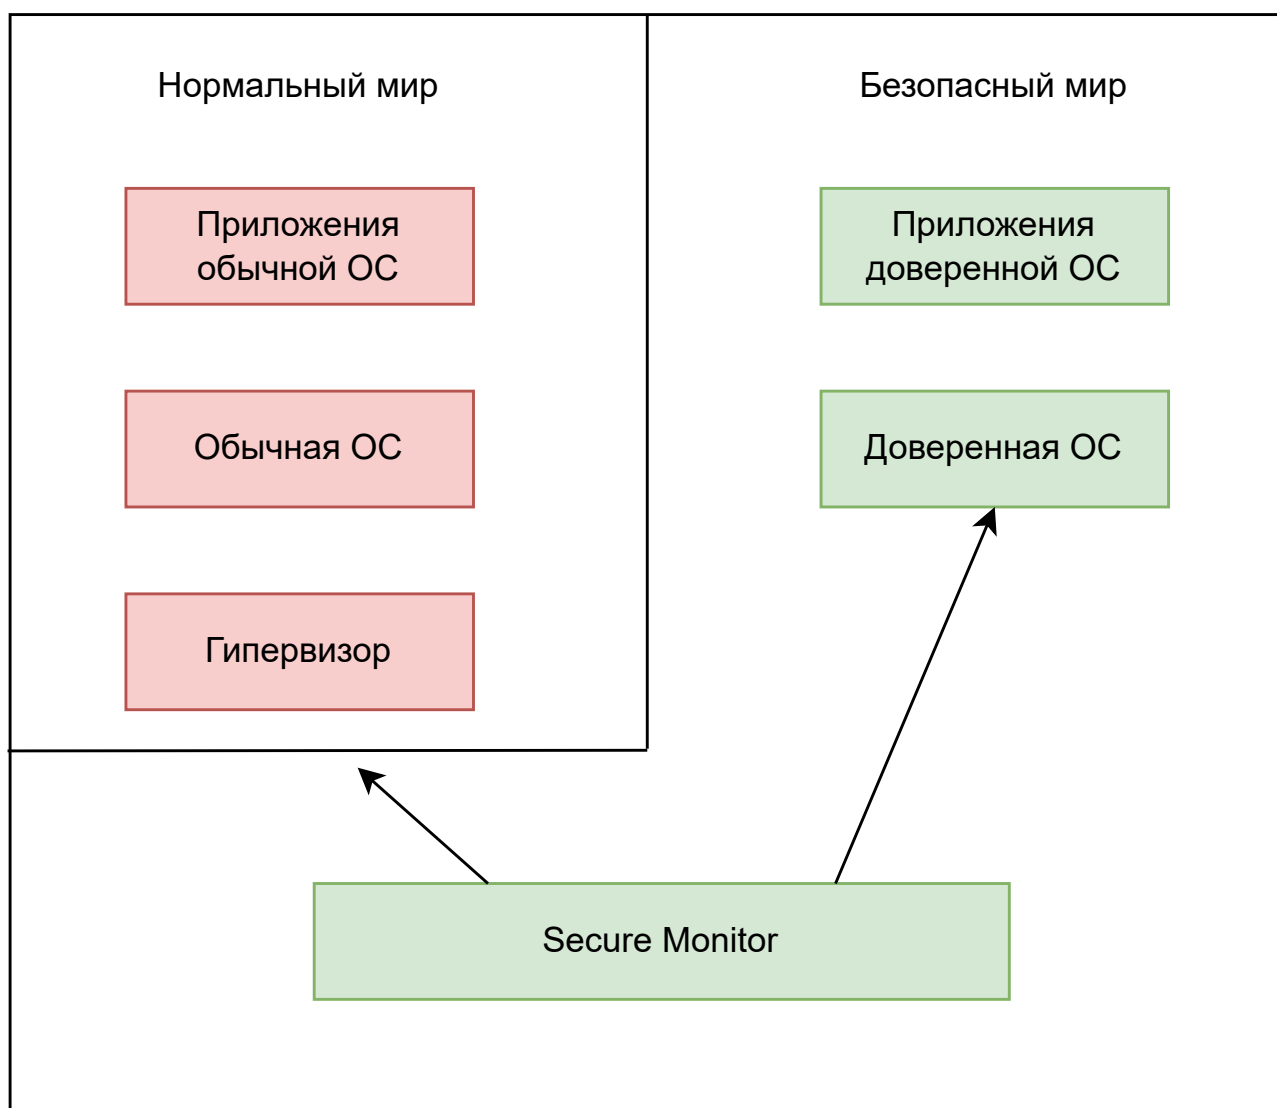 Нормальный мир
Безопасный мир
Приложения
обычной ОС
Приложения
доверенной ОС
Обычная ОС
Доверенная ОС
Гипервизор
Secure Monitor